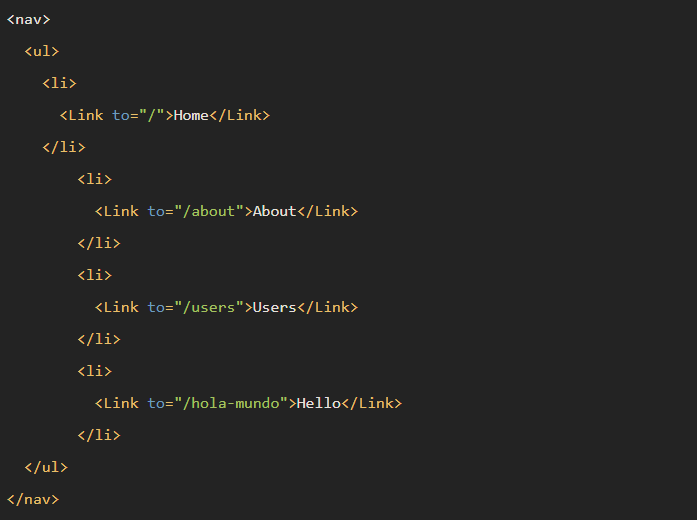 <nav>
  <ul>
    <li>
      <Link to="/">Home</Link>
    </li>
        <li>
          <Link to="/about">About</Link>
        </li>
        <li>
          <Link to="/users">Users</Link>
        </li>
        <li>
          <Link to="/hola-mundo">Hello</Link>
        </li>
  </ul>
</nav>